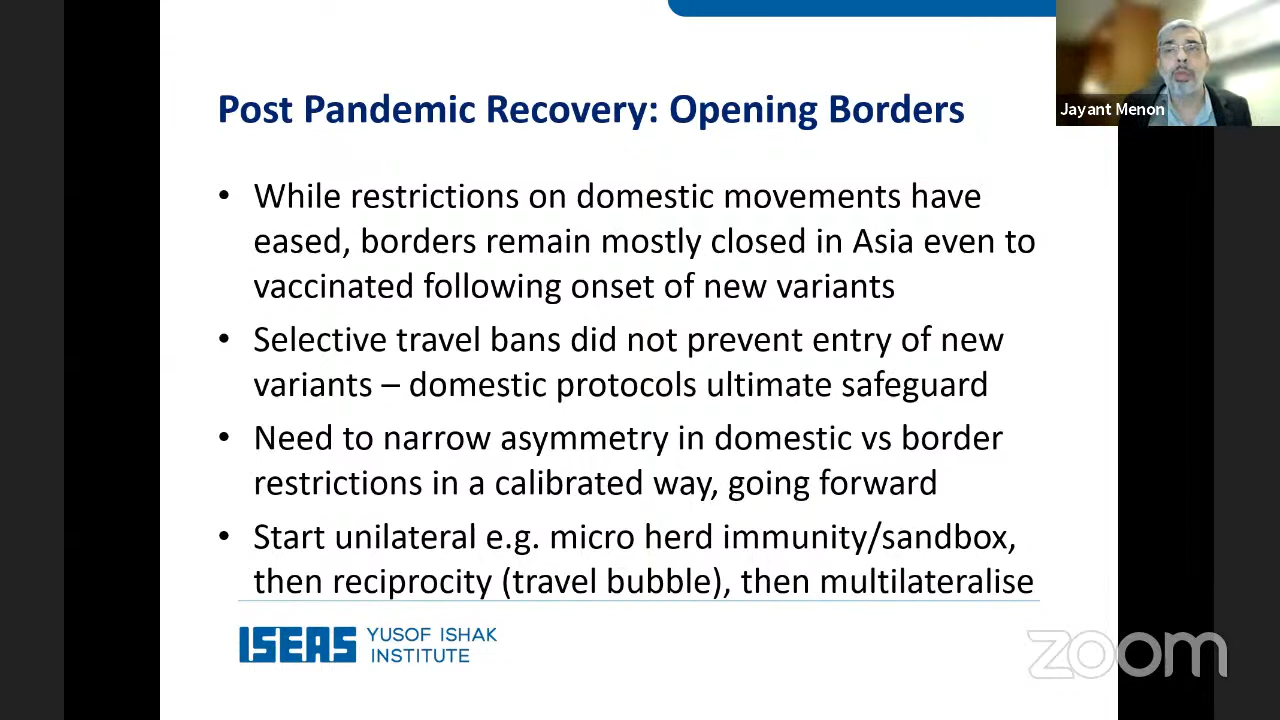 Post Pandemic Recovery: Opening Borders
Jayant Menon
• While restrictions on domestic movements have
eased, borders remain mostly closed in Asia even to
vaccinated following onset of new variants
• Selective travel bans did not prevent entry of new
variants – domestic protocols ultimate safeguard
• Need to narrow asymmetry in domestic vs border
restrictions in a calibrated way, going forward
• Start unilateral e.g. micro herd immunity/sandbox,
then reciprocity (travel bubble), then multilateralise
ISEAS YUSOF ISHAK
INSTITUTE
zoom